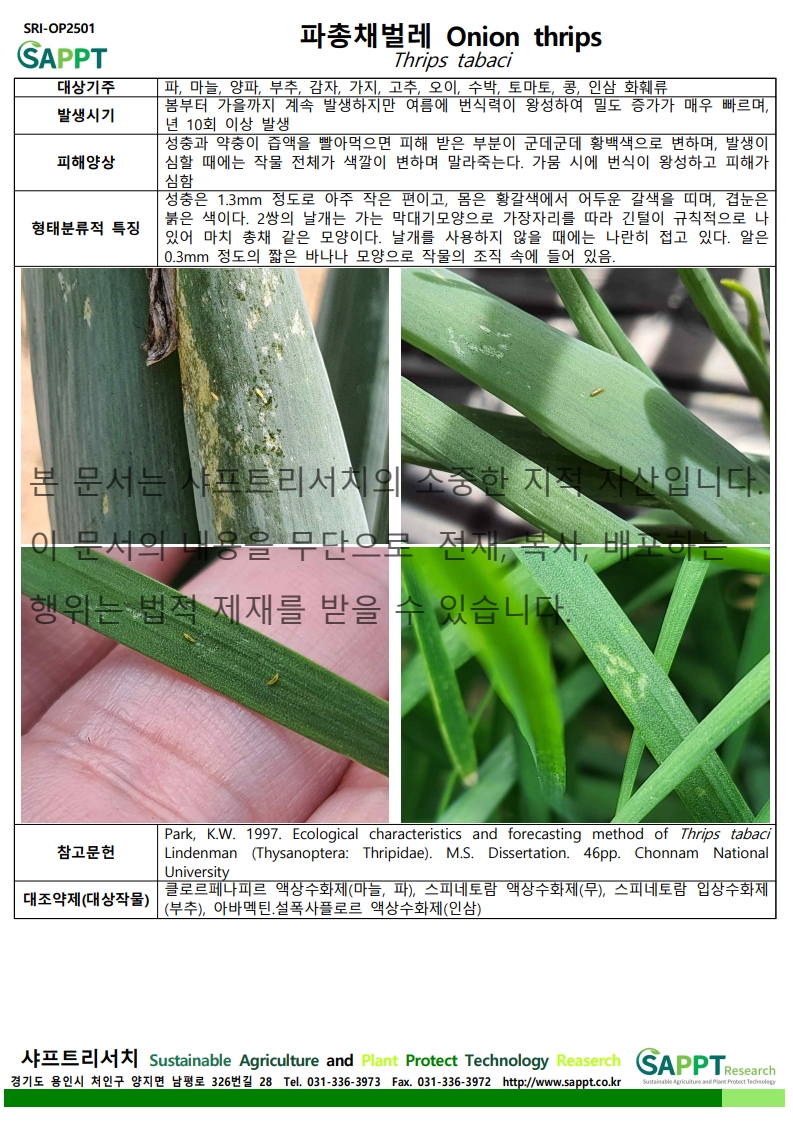 SRI-OP2501
SAPPT
파총채벌레 Onion thrips
Thrips tabaci
대상기주
파, 마늘, 양파, 부추, 감자, 가지, 고추, 오이, 수박, 토마토, 콩, 인삼 화훼류
발생시기
봄부터 가을까지 계속 발생하지만 여름에 번식력이 왕성하여 밀도 증가가 매우 빠르며,
년 10회 이상 발생
피해양상
성충과 약충이 즙액을 빨아먹으면 피해 받은 부분이 군데군데 황백색으로 변하며, 발생이
심할 때에는 작물 전체가 색깔이 변하며 말라죽는다. 가뭄 시에 번식이 왕성하고 피해가
심함
형태분류적 특징
성충은 1.3mm 정도로 아주 작은 편이고, 몸은 황갈색에서 어두운 갈색을 띠며, 겹눈은
붉은 색이다. 2쌍의 날개는 가는 막대기모양으로 가장자리를 따라 긴털이 규칙적으로 나
있어 마치 총채 같은 모양이다. 날개를 사용하지 않을 때에는 나란히 접고 있다. 알은
0.3mm 정도의 짧은 바나나 모양으로 작물의 조직 속에 들어 있음.
본 문서는 샤프트리서치의 소중한 지적 자산입니다.
이 문서의 내용을 무단으로 전재, 복사, 배포하는
행위는 법적 제재를 받을 수 있습니다.
참고문헌
Park, K.W. 1997. Ecological characteristics and forecasting method of Thrips tabaci
Lindenman (Thysanoptera: Thripidae). M.S. Dissertation. 46pp. Chonnam National
University
대조약제(대상작물)
클로르페나피르 액상수화제(마늘, 파), 스피네토람 액상수화제(무), 스피네토람 입상수화제
(부추), 아바멕틴.설폭사플로르 액상수화제(인삼)
샤프트리서치 Sustainable Agriculture and Plant Protect Technology Reaserch
경기도 용인시 처인구 양지면 남평로 326번길 28 Tel. 031-336-3973 Fax. 031-336-3972 http://www.sappt.co.kr
SAPPT Research
Sustainable Agriculture and Plant Protect Technology